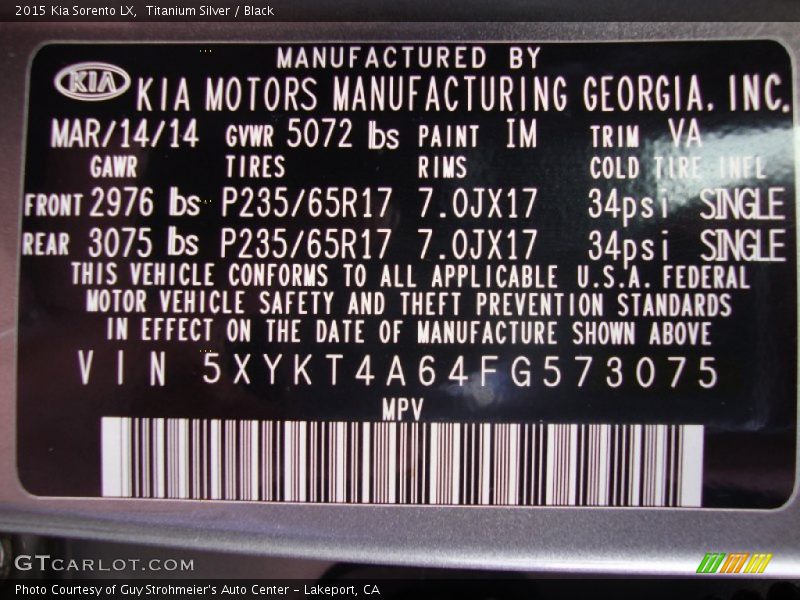 2015 Kia Sorento LX, Titanium Silver / Black
MANUFACTURED BY
KIA KIA MOTORS MANUFACTURING GEORGIA. INC.
MAR/14/14 GVWR 5072 lbs PAINT IM TRIM VA
GAWR TIRES RIMS COLD TIRE INFL
FRONT 2976 lbs P235/65R17 7.0JX17 34psi SINGLE
REAR 3075 lbs P235/65R17 7.0JX17 34psi SINGLE
THIS VEHICLE CONFORMS TO ALL APPLICABLE U.S.A. FEDERAL
MOTOR VEHICLE SAFETY AND THEFT PREVENTION STANDARDS
IN EFFECT ON THE DATE OF MANUFACTURE SHOWN ABOVE
VIN 5XYKT4A64FG573075
MPV
GTCARLOT.COM
Photo Courtesy of Guy Strohmeier's Auto Center - Lakeport, CA